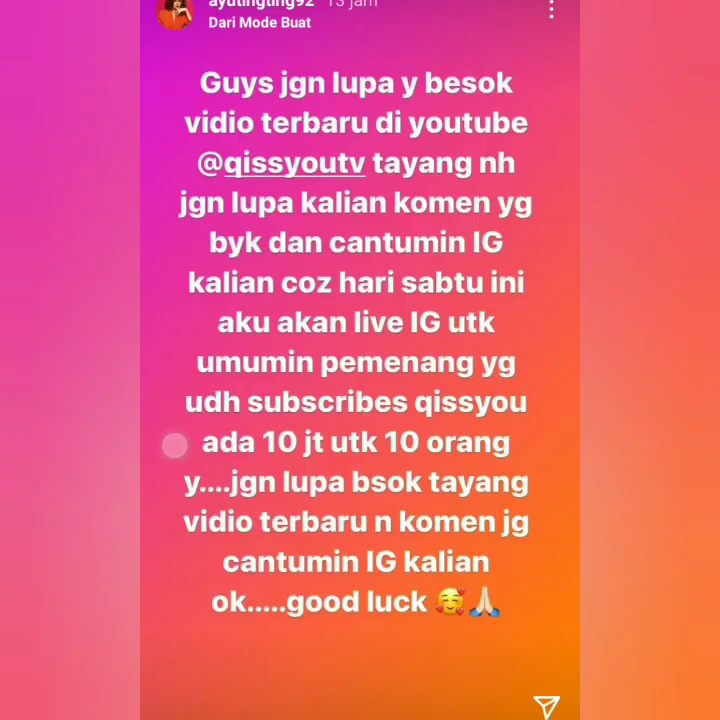 ayutingting92 13 jam
Dari Mode Buat
Guys jgn lupa y besok
vidio terbaru di youtube
@qissyoutv tayang nh
jgn lupa kalian komen yg
byk dan cantumin IG
kalian coz hari sabtu ini
aku akan live IG utk
umumin pemenang yg
udh subscribes qissyou
ada 10 jt utk 10 orang
y....jgn lupa bsok tayang
vidio terbaru n komen jg
cantumin IG kalian
ok.....good luck 🥰🙏🏻